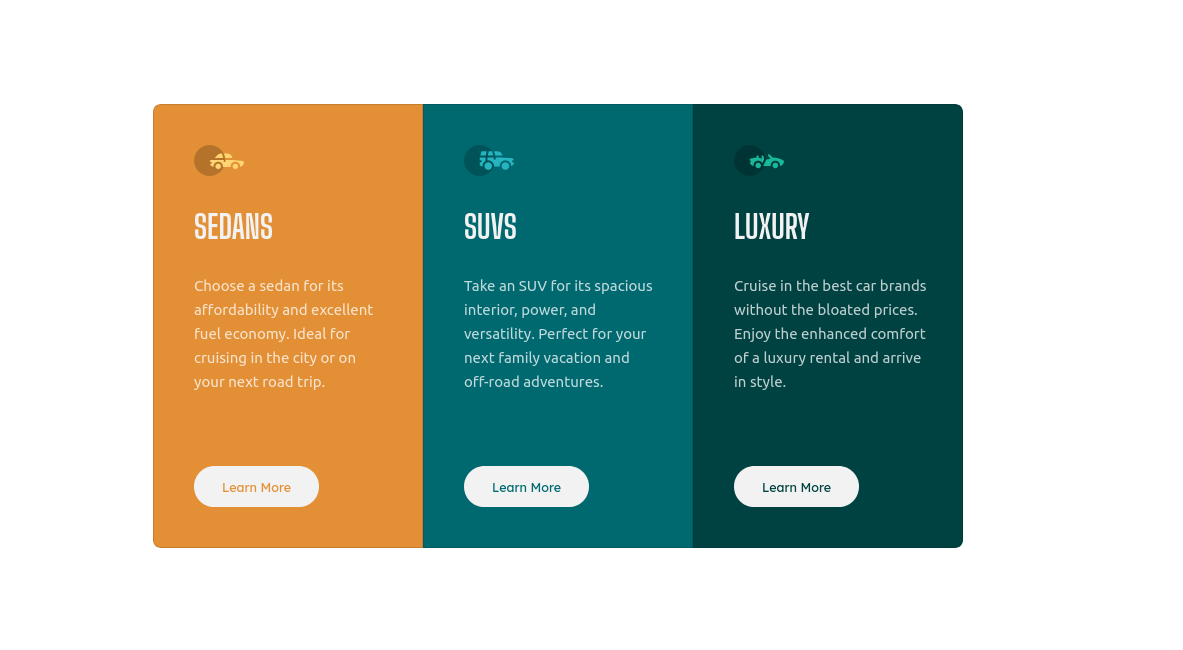 SEDANS
Choose a sedan for its
affordability and excellent
fuel economy. Ideal for
cruising in the city or on
your next road trip.
Learn More
SUVS
Take an SUV for its spacious
interior, power, and
versatility. Perfect for your
next family vacation and
off-road adventures.
Learn More
LUXURY
Cruise in the best car brands
without the bloated prices.
Enjoy the enhanced comfort
of a luxury rental and arrive
in style.
Learn More